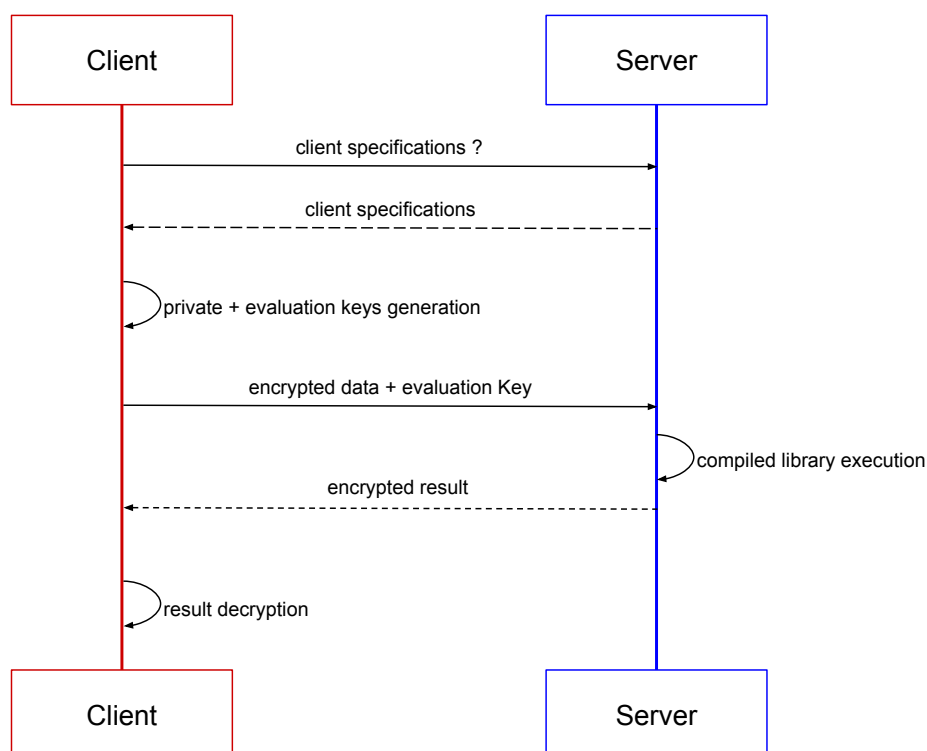 Client
Server
client specifications ?
client specifications
private + evaluation keys generation
encrypted data + evaluation Key
compiled library execution
encrypted result
result decryption
Client
Server